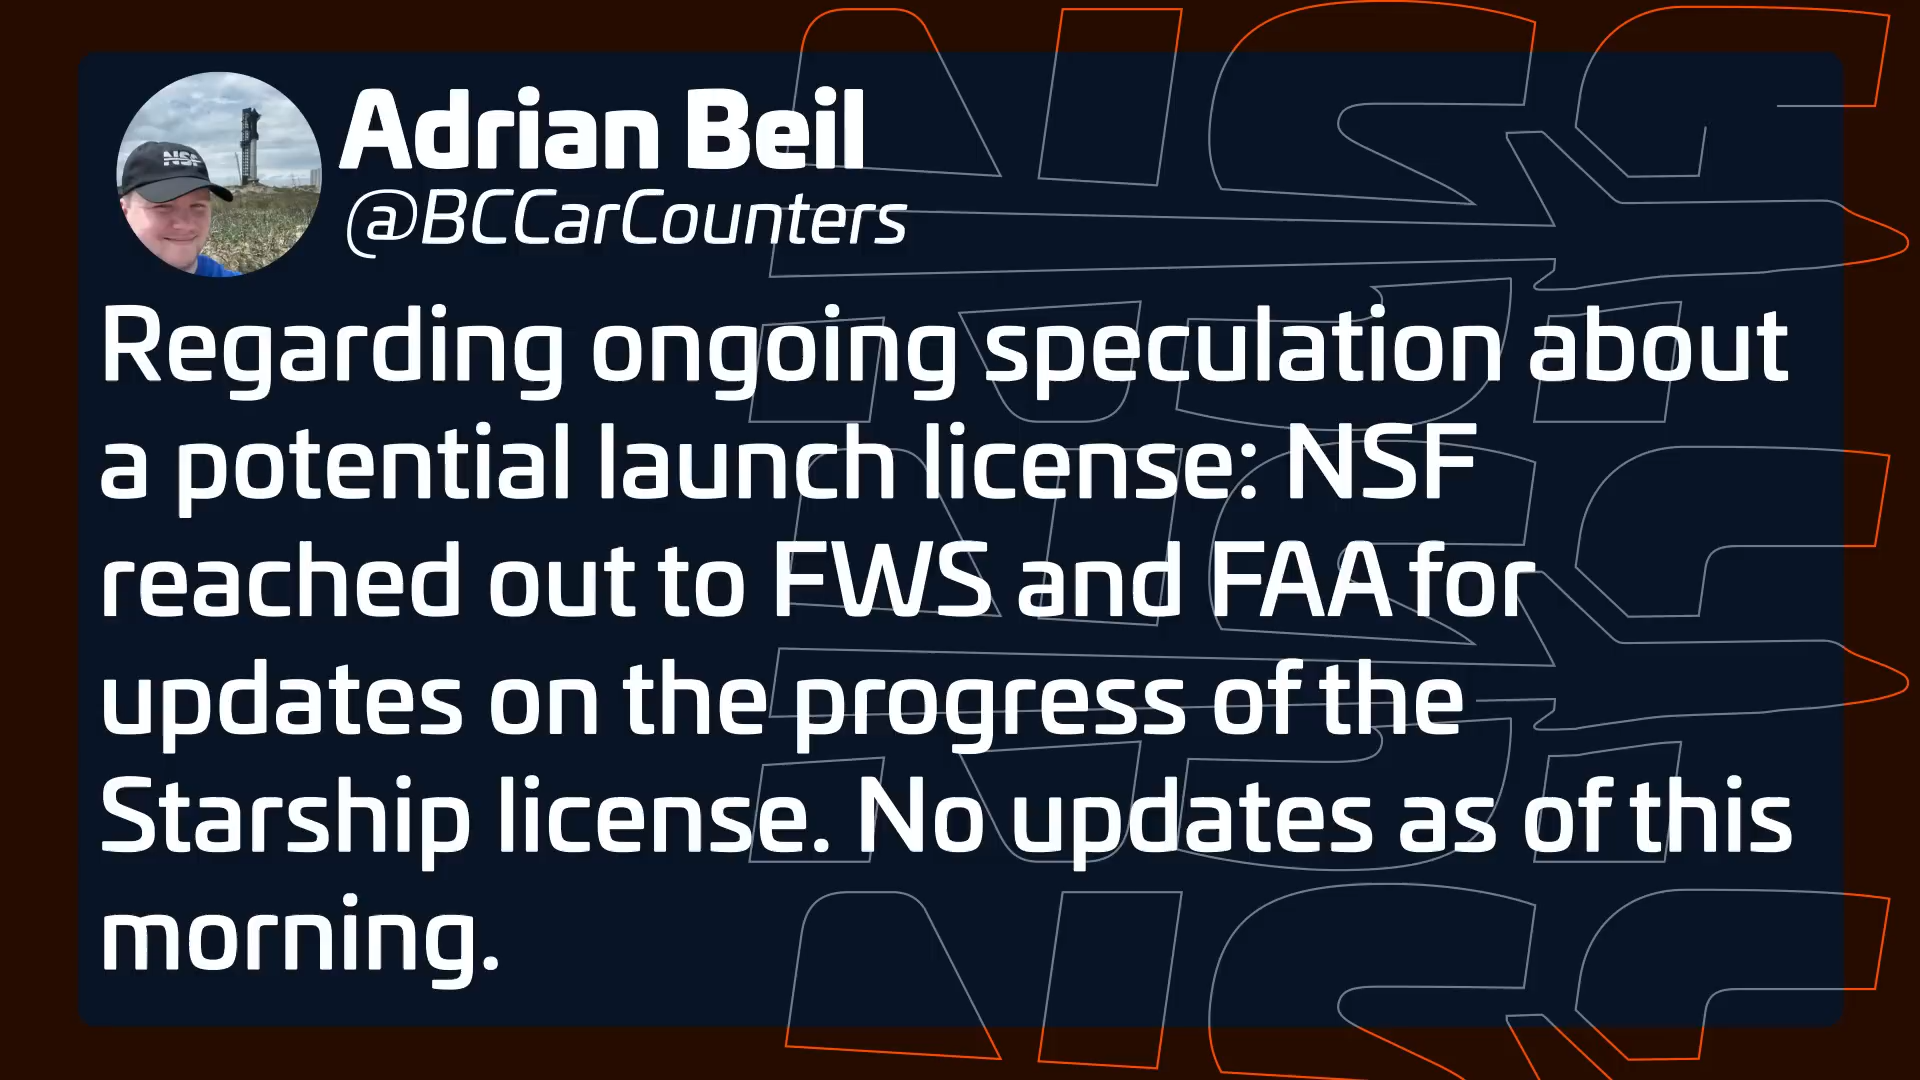 Adrian Beil
@BCCarCounters
Regarding ongoing speculation about
a potential launch license: NSF
reached out to FWS and FAA for
updates on the progress of the
Starship license. No updates as of this
morning.
NSF